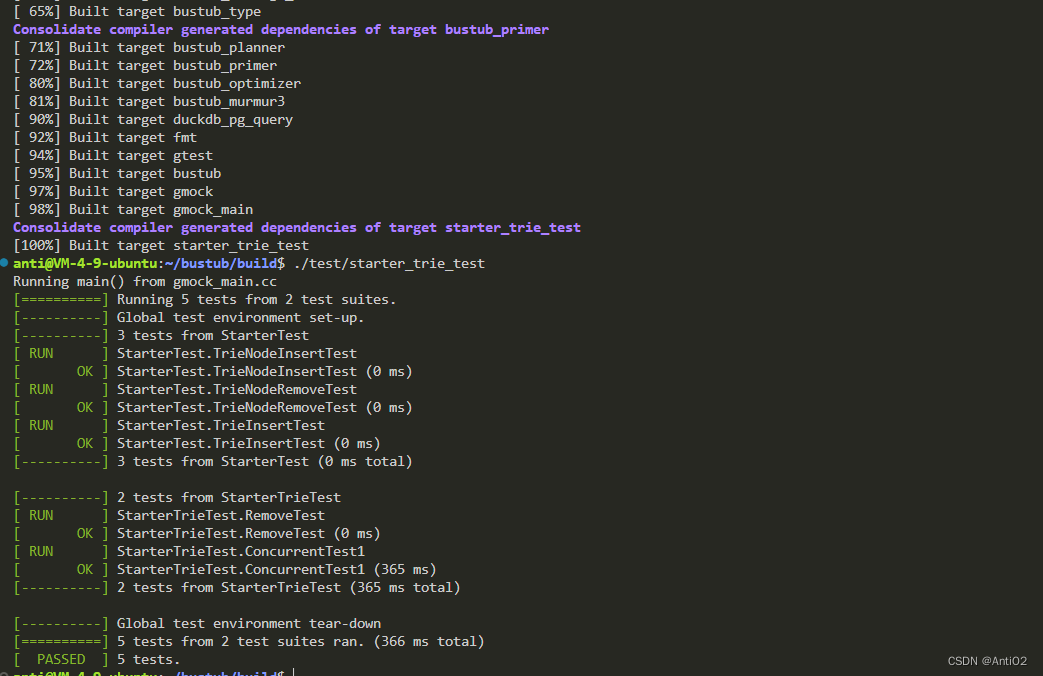 [ 65%] Built target bustub_type
Consolidate compiler generated dependencies of target bustub_primer
[ 71%] Built target bustub_planner
[ 72%] Built target bustub_primer
[ 80%] Built target bustub_optimizer
[ 81%] Built target bustub_murmur3
[ 90%] Built target duckdb_pg_query
[ 92%] Built target fmt
[ 94%] Built target gtest
[ 95%] Built target bustub
[ 97%] Built target gmock
[ 98%] Built target gmock_main
Consolidate compiler generated dependencies of target starter_trie_test
[100%] Built target starter_trie_test
anti@VM-4-9-ubuntu:~/bustub/build$ ./test/starter_trie_test
Running main() from gmock_main.cc
[==========] Running 5 tests from 2 test suites.
[----------] Global test environment set-up.
[----------] 3 tests from StarterTest
[ RUN      ] StarterTest.TrieNodeInsertTest
[       OK ] StarterTest.TrieNodeInsertTest (0 ms)
[ RUN      ] StarterTest.TrieNodeRemoveTest
[       OK ] StarterTest.TrieNodeRemoveTest (0 ms)
[ RUN      ] StarterTest.TrieInsertTest
[       OK ] StarterTest.TrieInsertTest (0 ms)
[----------] 3 tests from StarterTest (0 ms total)
[----------] 2 tests from StarterTrieTest
[ RUN      ] StarterTrieTest.RemoveTest
[       OK ] StarterTrieTest.RemoveTest (0 ms)
[ RUN      ] StarterTrieTest.ConcurrentTest1
[       OK ] StarterTrieTest.ConcurrentTest1 (365 ms)
[----------] 2 tests from StarterTrieTest (365 ms total)
[----------] Global test environment tear-down
[==========] 5 tests from 2 test suites ran. (366 ms total)
[  PASSED  ] 5 tests.
CSDN @Anti02
anti@VM-4-9-ubuntu:~/bustub/build$